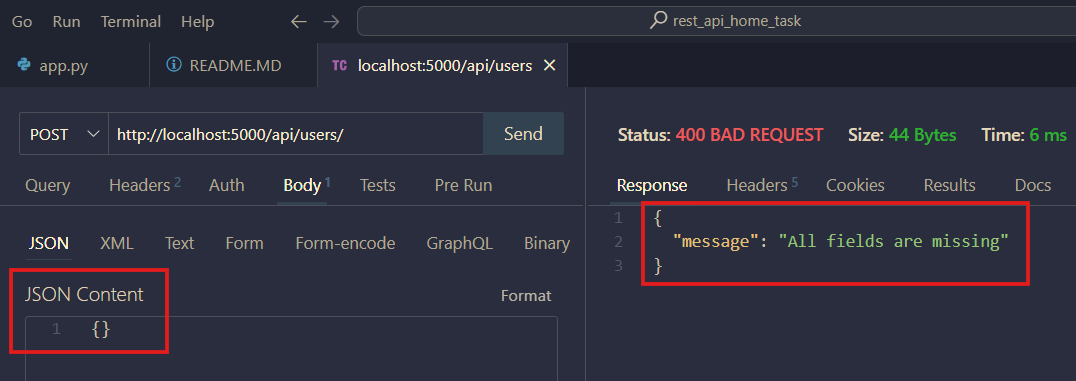 Go Run Terminal Help rest_api_home_task
app.py README.MD TC localhost:5000/api/users
POST http://localhost:5000/api/users/ Send
Status: 400 BAD REQUEST Size: 44 Bytes Time: 6 ms
Query Headers 2 Auth Body 1 Tests Pre Run
Response Headers 5 Cookies Results Docs
1 {
2 "message": "All fields are missing"
3 }
JSON XML Text Form Form-encode GraphQL Binary
JSON Content Format
1 {}